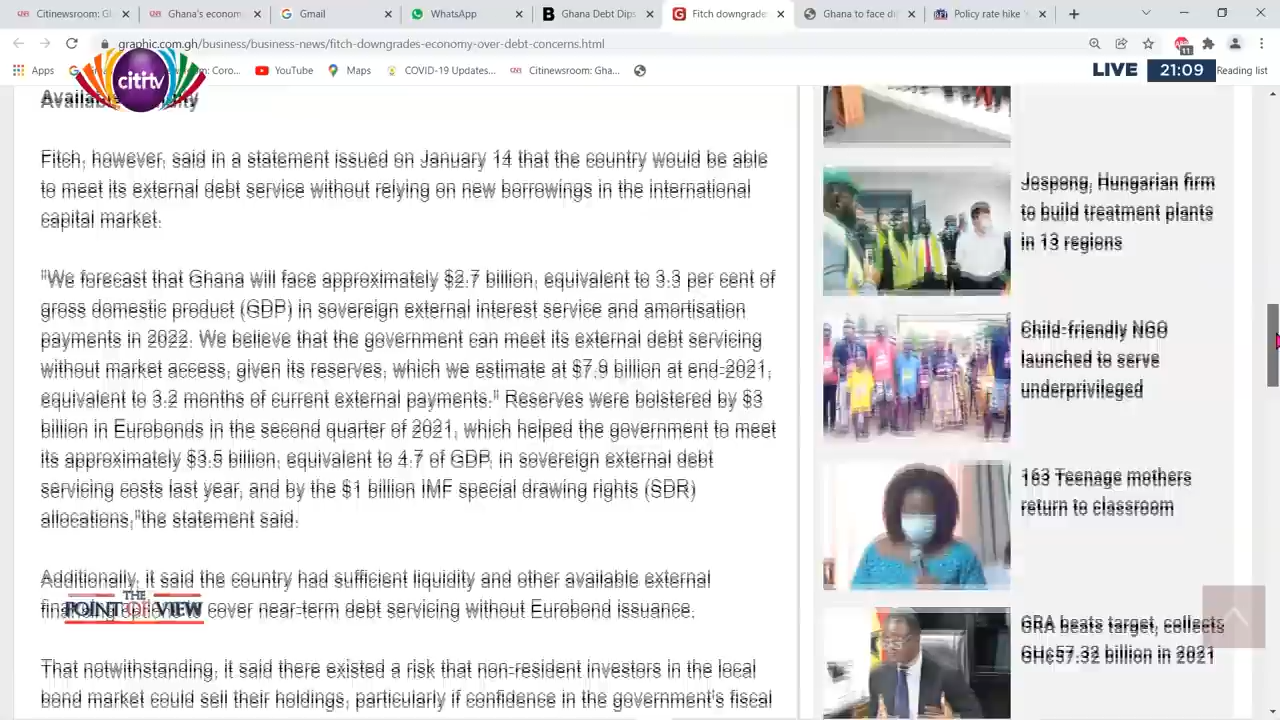 Citinewsroom: Gh
Ghana's econom
Gmail
WhatsApp
Ghana Debt Dips
Fitch downgrade
Ghana to face di
Policy rate hike '
graphic.com.gh/business/business-news/fitch-downgrades-economy-over-debt-concerns.html
Apps
Coro...
YouTube
Maps
COVID-19 Updates...
Citinewsroom: Gha...
Reading list
citi tv
LIVE 21:09
Available
Fitch, however, said in a statement issued on January 14 that the country would be able
to meet its external debt service without relying on new borrowings in the international
capital market.
"We forecast that Ghana will face approximately $2.7 billion, equivalent to 3.3 per cent of
gross domestic product (GDP) in sovereign external interest service and amortisation
payments in 2022. We believe that the government can meet its external debt servicing
without market access, given its reserves, which we estimate at $7.9 billion at end-2021,
equivalent to 3.2 months of current external payments." Reserves were bolstered by $3
billion in Eurobonds in the second quarter of 2021, which helped the government to meet
its approximately $3.5 billion, equivalent to 4.7 of GDP, in sovereign external debt
servicing costs last year, and by the $1 billion IMF special drawing rights (SDR)
allocations,"the statement said.
Additionally, it said the country had sufficient liquidity and other available external
financing options to cover near-term debt servicing without Eurobond issuance.
THE
POINT OF VIEW
That notwithstanding, it said there existed a risk that non-resident investors in the local
bond market could sell their holdings, particularly if confidence in the government's fiscal
Jospong, Hungarian firm
to build treatment plants
in 13 regions
Child-friendly NGO
launched to serve
underprivileged
163 Teenage mothers
return to classroom
GRA beats target, collects
GH¢57.32 billion in 2021